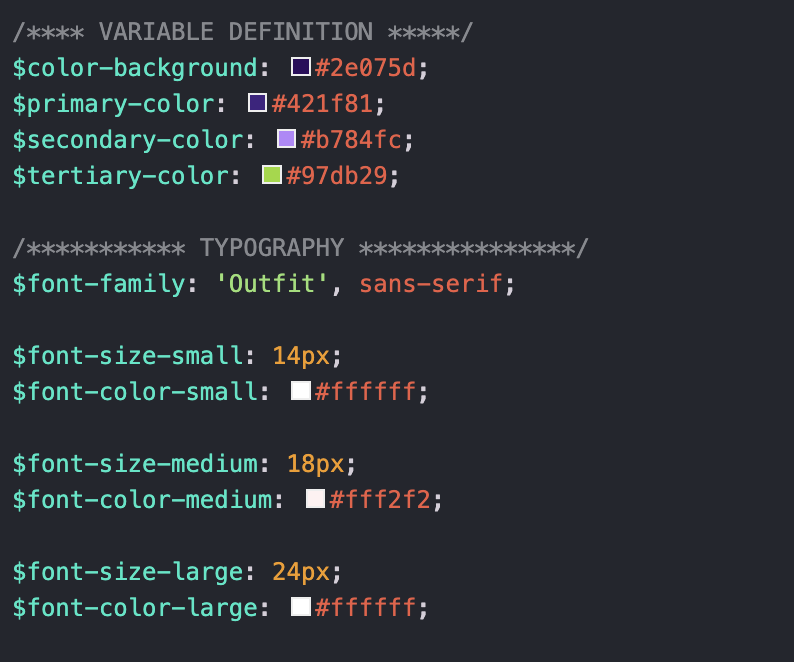 /**** VARIABLE DEFINITION *****/
$color-background: #2e075d;
$primary-color: #421f81;
$secondary-color: #b784fc;
$tertiary-color: #97db29;
/*********** TYPOGRAPHY ***************/
$font-family: 'Outfit', sans-serif;
$font-size-small: 14px;
$font-color-small: #ffffff;
$font-size-medium: 18px;
$font-color-medium: #fff2f2;
$font-size-large: 24px;
$font-color-large: #ffffff;